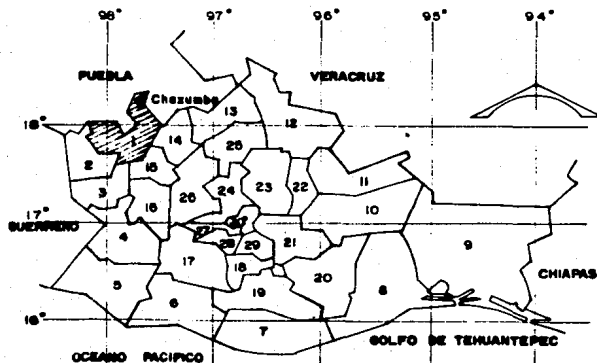 98° 97° 96° 95° 94°
PUEBLA VERACRUZ
Chazumba
13
18° 14 12
1 25
2 15 11
24 23 22
3 26
16 10
17°
GUERRERO 4 27 28 29 21 9
17 18 CHIAPAS
5 6 19 20 8
16° 7
GOLFO DE TEHUANTEPEC
OCEANO PACIFICO